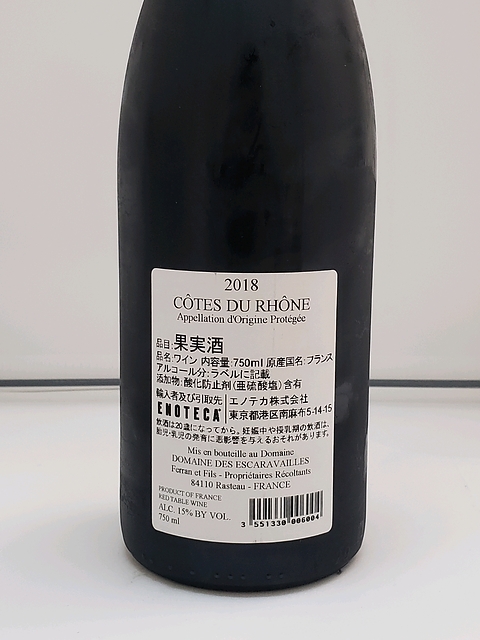 2018
CÔTES DU RHÔNE
Appellation d'Origine Protégée
品目:果実酒
品名:ワイン 内容量:750ml 原産国名:フランス
アルコール分:ラベルに記載
添加物:酸化防止剤(亜硫酸塩)含有
輸入者及び引取先 エノテカ株式会社
ENOTECA 東京都港区南麻布5-14-15
飲酒は20歳になってから。妊娠中や授乳期の飲酒は、
胎児・乳児の発育に悪影響を与えるおそれがあります。
Mis en bouteille au Domaine
DOMAINE DES ESCARAVAILLES
Ferran et Fils - Propriétaires Récoltants
84110 Rasteau - FRANCE
PRODUCT OF FRANCE
RED TABLE WINE
ALC. 15% BY VOL.
750 ml
3 551330 006004